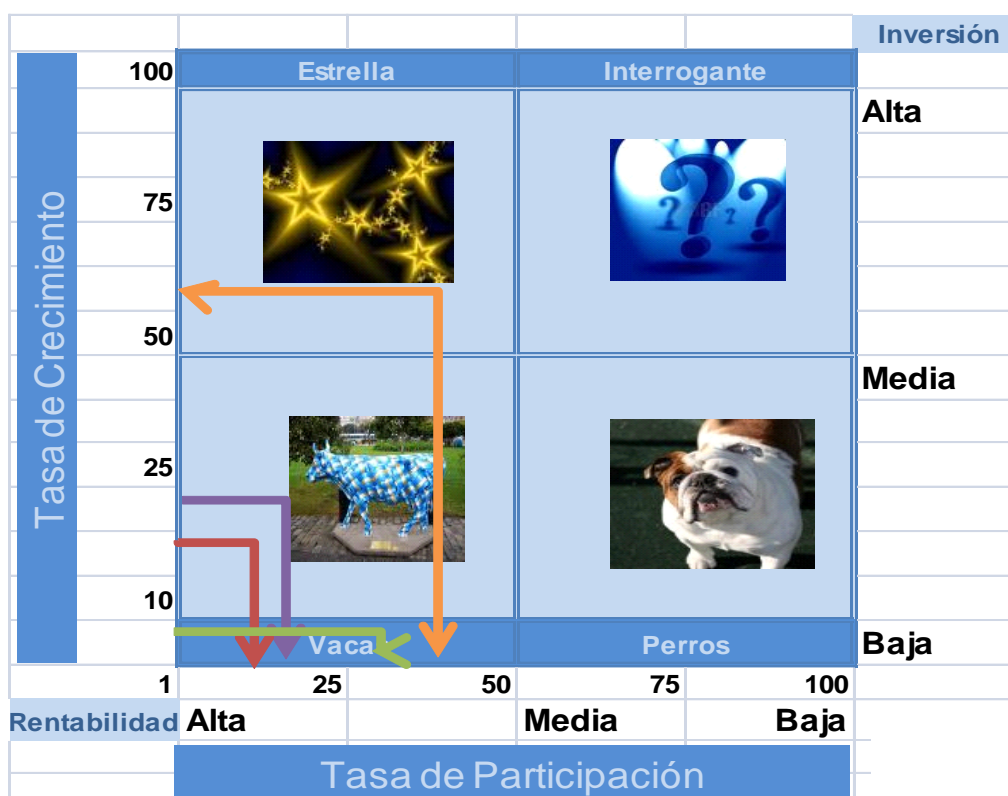 Inversión
100
Estrella
Interrogante
Alta
Tasa de Crecimiento
75
50
Media
25
10
Vacas
Perros
Baja
1
25
50
75
100
Rentabilidad
Alta
Media
Baja
Tasa de Participación